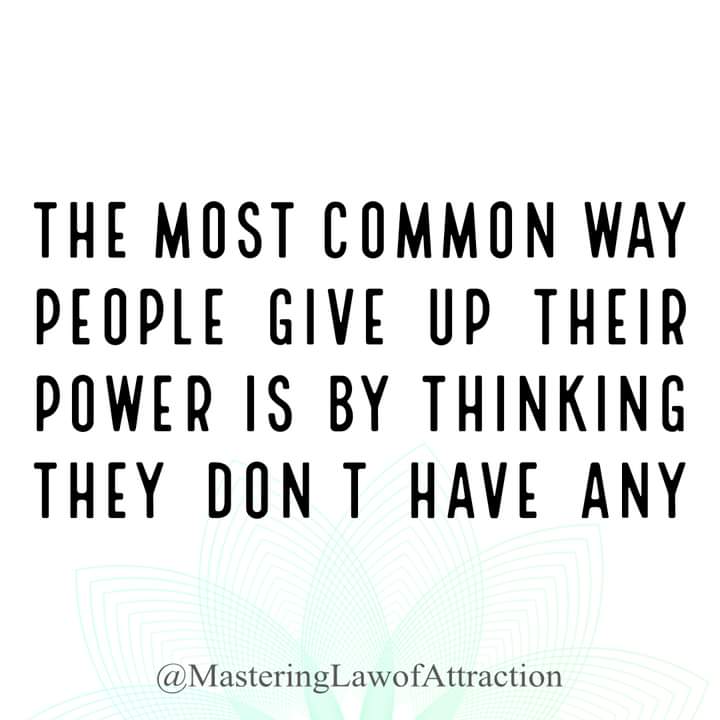 THE MOST COMMON WAY
PEOPLE GIVE UP THEIR
POWER IS BY THINKING
THEY DON T HAVE ANY
@MasteringLawofAttraction